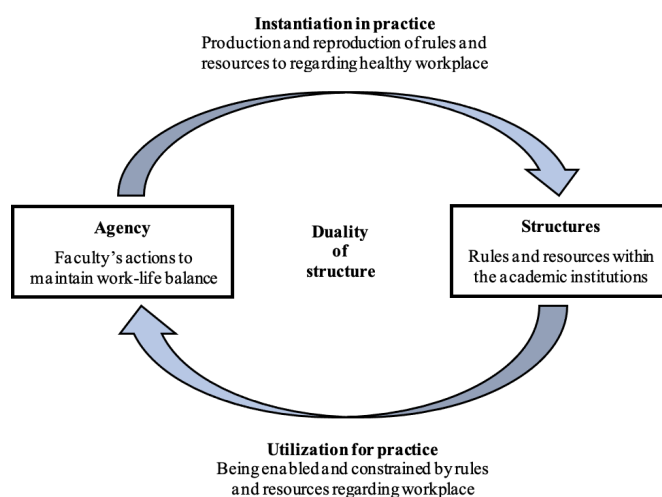 Instantiation in practice
Production and reproduction of rules and
resources to regarding healthy workplace
Agency
Faculty's actions to
maintain work-life balance
Duality
of
structure
Structures
Rules and resources within
the academic institutions
Utilization for practice
Being enabled and constrained by rules
and resources regarding workplace